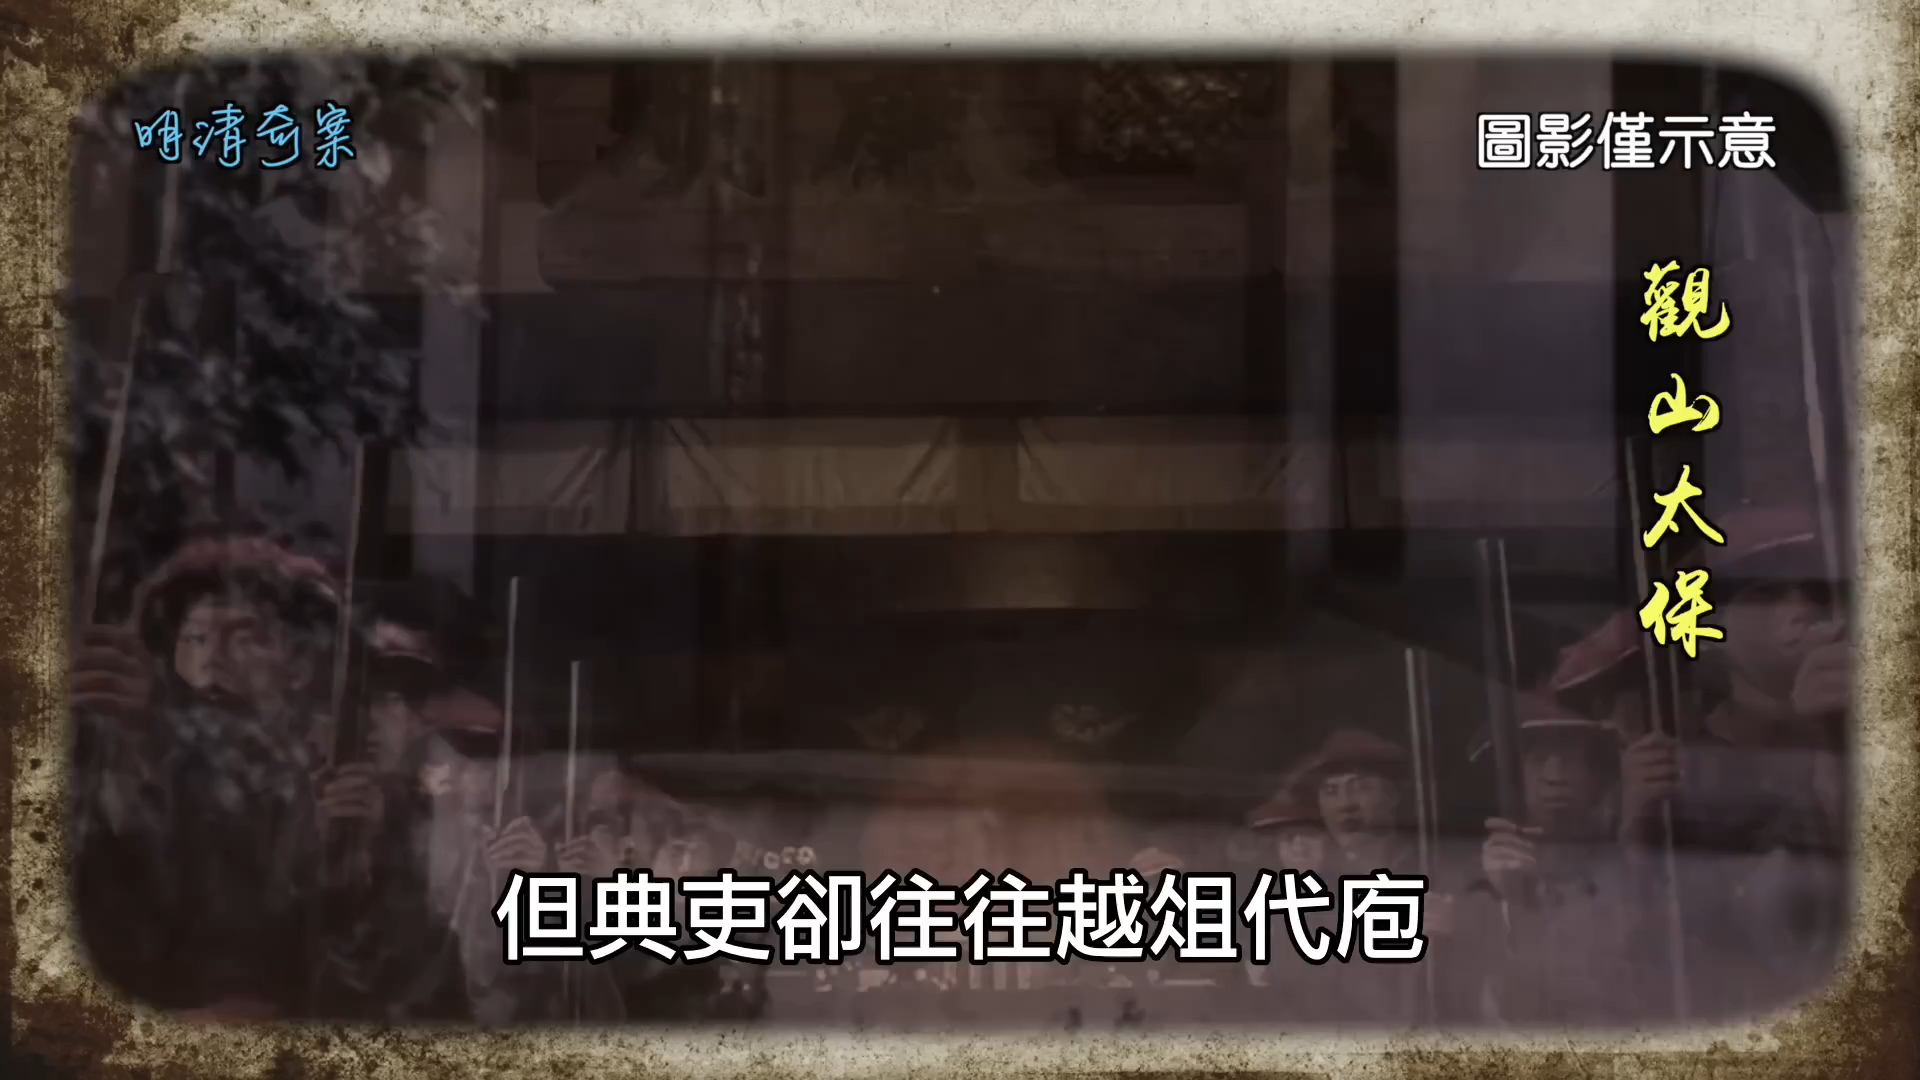 明清奇案
圖影僅示意
觀山太保
但典吏卻往往越俎代庖